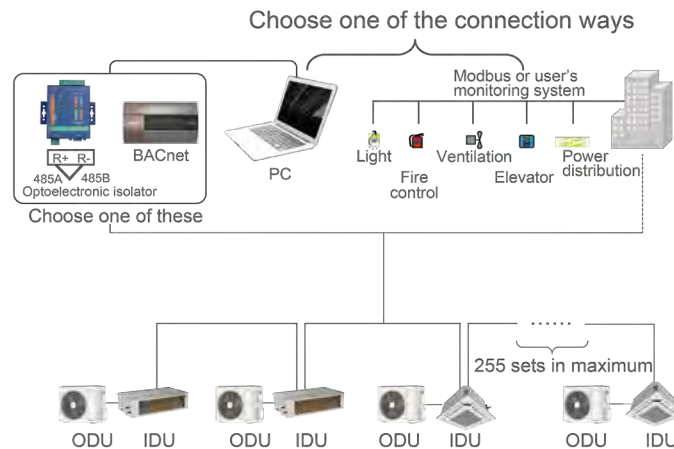 Choose one of the connection ways
Modbus or user's
monitoring system
R+ R-
BACnet
485A 485B
Optoelectronic isolator
Choose one of these
PC
Light
Fire
control
Ventilation
Elevator
Power
distribution
......
255 sets in maximum
ODU IDU ODU IDU ODU IDU ODU IDU